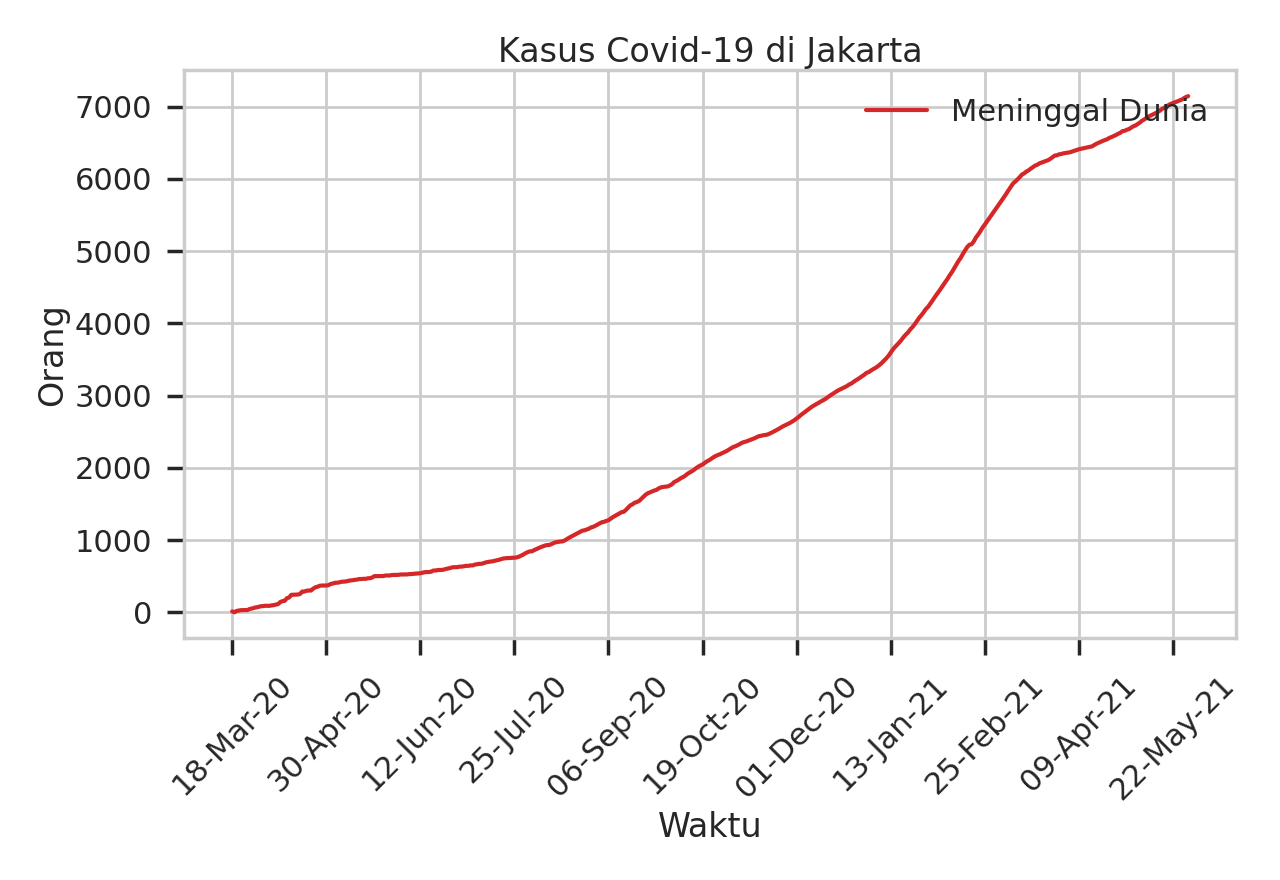 Kasus Covid-19 di Jakarta
Meninggal Dunia
Orang
7000
6000
5000
4000
3000
2000
1000
0
18-Mar-20
30-Apr-20
12-Jun-20
25-Jul-20
06-Sep-20
19-Oct-20
01-Dec-20
13-Jan-21
25-Feb-21
09-Apr-21
22-May-21
Waktu